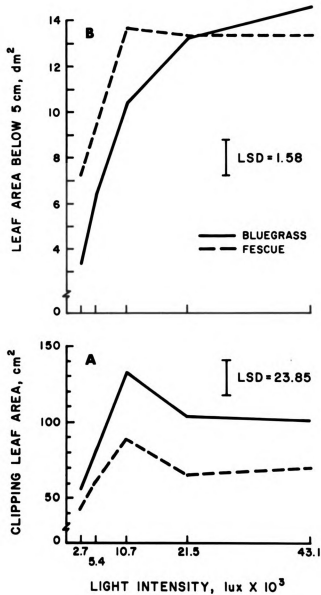 B
LEAF AREA BELOW 5 cm, dm²
14
12
10
8
6
4
0
LSD = 1.58
BLUEGRASS
FESCUE
A
CLIPPING LEAF AREA, cm²
150
100
50
0
LSD = 23.85
2.7
5.4
10.7
21.5
43.1
LIGHT INTENSITY, lux X 10³